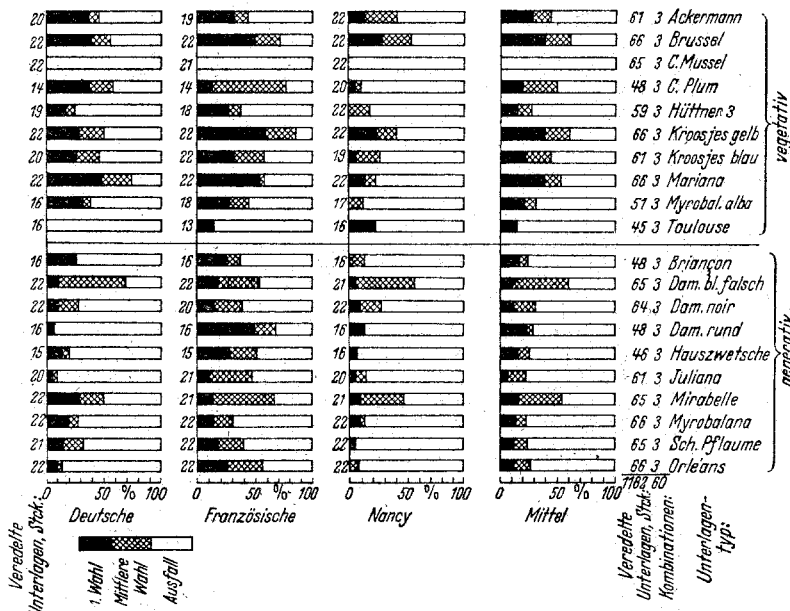 20 19 22 61 3 Ackermann
22 22 22 66 3 Brussel
22 21 22 65 3 C. Mussel
14 14 20 48 3 C. Plum
19 18 22 59 3 Hüttner 3
22 22 22 66 3 Kroosjes gelb
20 22 19 61 3 Kroosjes blau
22 22 22 66 3 Mariana
16 18 17 51 3 Myrobal. alba
16 13 16 45 3 Toulouse
vegetativ
16 16 16 48 3 Briançon
22 22 21 65 3 Dam. bl. falsch
22 20 22 64 3 Dam. noir
16 16 16 48 3 Dam. rund
15 15 16 46 3 Hauszwetsche
20 21 20 61 3 Juliana
22 21 21 65 3 Mirabelle
22 22 22 66 3 Myrobalana
21 22 22 65 3 Sch. Pflaume
22 22 22 66 3 Orléans
generativ
1182 60
0 50 % 100 0 50 % 100 0 50 % 100 0 50 % 100
Deutsche Französische Nancy Mittel
Veredelte
Unterlagen, Stck.:
1. Wahl
Mittlere
Wahl
Ausfall
Veredelte
Unterlagen, Stck.:
Kombinationen:
Unterlagen-
typ: